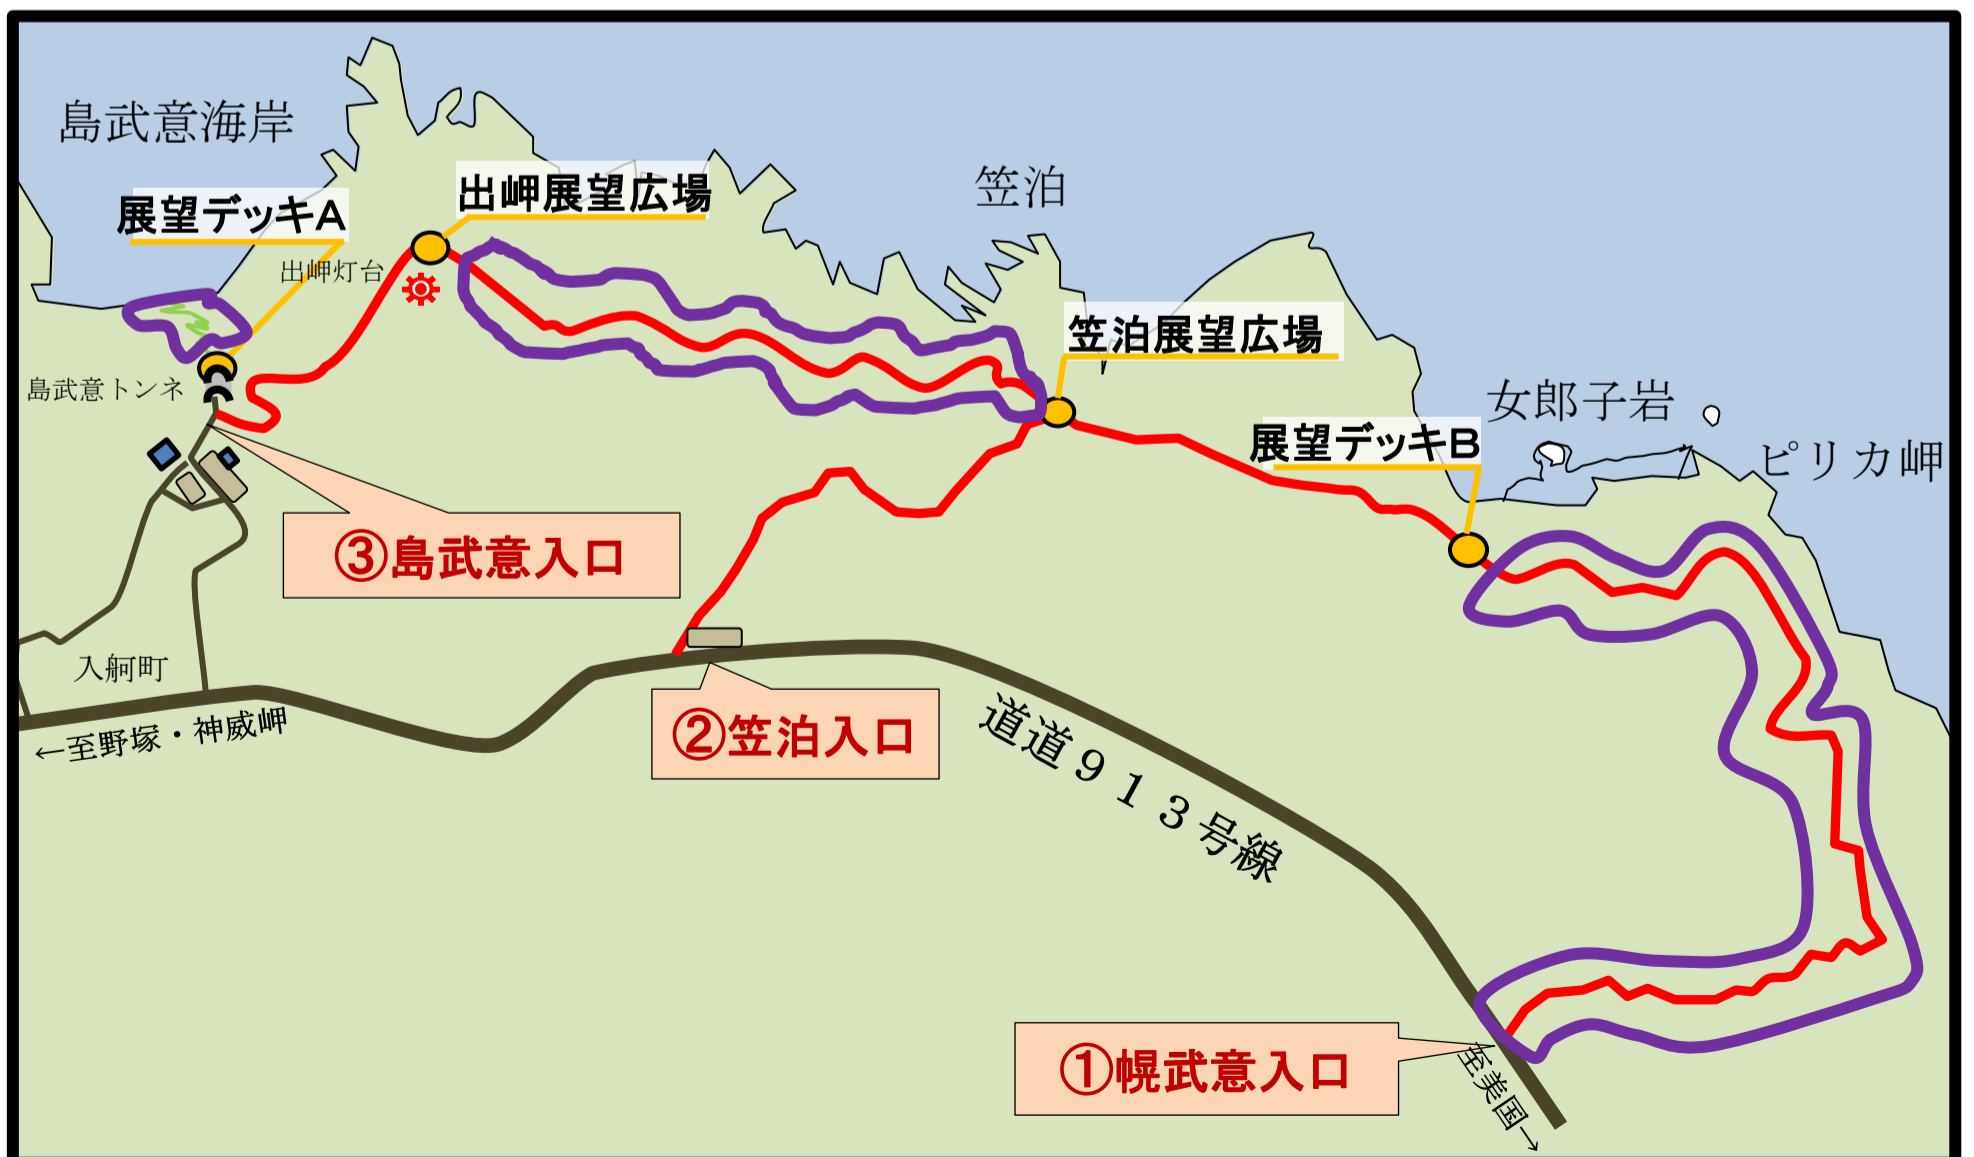 島武意海岸
出岬展望広場
笠泊
展望デッキA
出岬灯台
笠泊展望広場
島武意トンネ
女郎子岩
展望デッキB
ピリカ岬
③島武意入口
入舸町
←至野塚・神威岬
②笠泊入口
道道９１３号線
①幌武意入口
至美国→